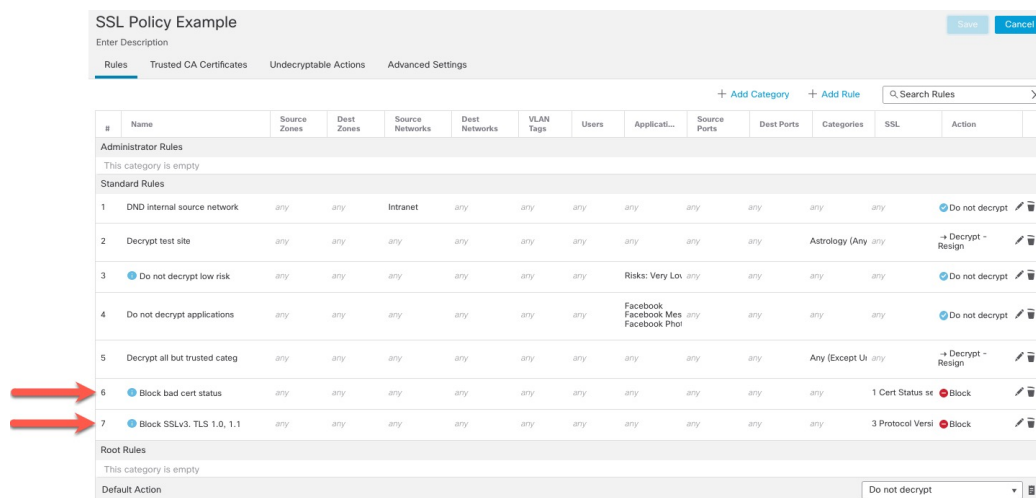 SSL Policy Example
Save
Cancel
Enter Description
Rules
Trusted CA Certificates
Undecryptable Actions
Advanced Settings
+ Add Category
+ Add Rule
Search Rules
X
# Name Source Zones Dest Zones Source Networks Dest Networks VLAN Tags Users Applicati... Source Ports Dest Ports Categories SSL Action
Administrator Rules
This category is empty
Standard Rules
1 DND internal source network any any Intranet any any any any any any any any Do not decrypt
2 Decrypt test site any any any any any any any any any Astrology (Any any → Decrypt - Resign
3 Do not decrypt low risk any any any any any any Risks: Very Lov any any any any Do not decrypt
4 Do not decrypt applications any any any any any any Facebook Facebook Mes Facebook Phot any any any any Do not decrypt
5 Decrypt all but trusted categ any any any any any any any any any Any (Except Ui any → Decrypt - Resign
6 Block bad cert status any any any any any any any any any any 1 Cert Status se Block
7 Block SSLv3. TLS 1.0, 1.1 any any any any any any any any any any 3 Protocol Versi Block
Root Rules
This category is empty
Default Action
Do not decrypt